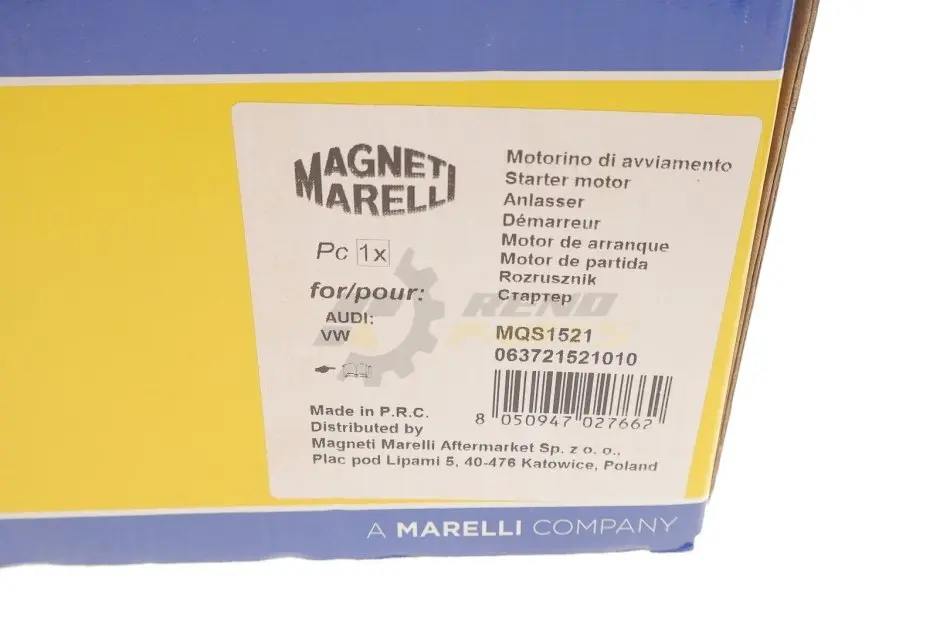 MAGNETI
MARELLI
Pc 1x
for/pour:
AUDI:
VW
Motorino di avviamento
Starter motor
Anlasser
Démarreur
Motor de arranque
Motor de partida
Rozrusznik
Стартер
MQS1521
063721521010
8 050947 027662
Made in P.R.C.
Distributed by
Magneti Marelli Aftermarket Sp. z o. o.,
Plac pod Lipami 5, 40-476 Katowice, Poland
A MARELLI COMPANY
RENO
PARTS